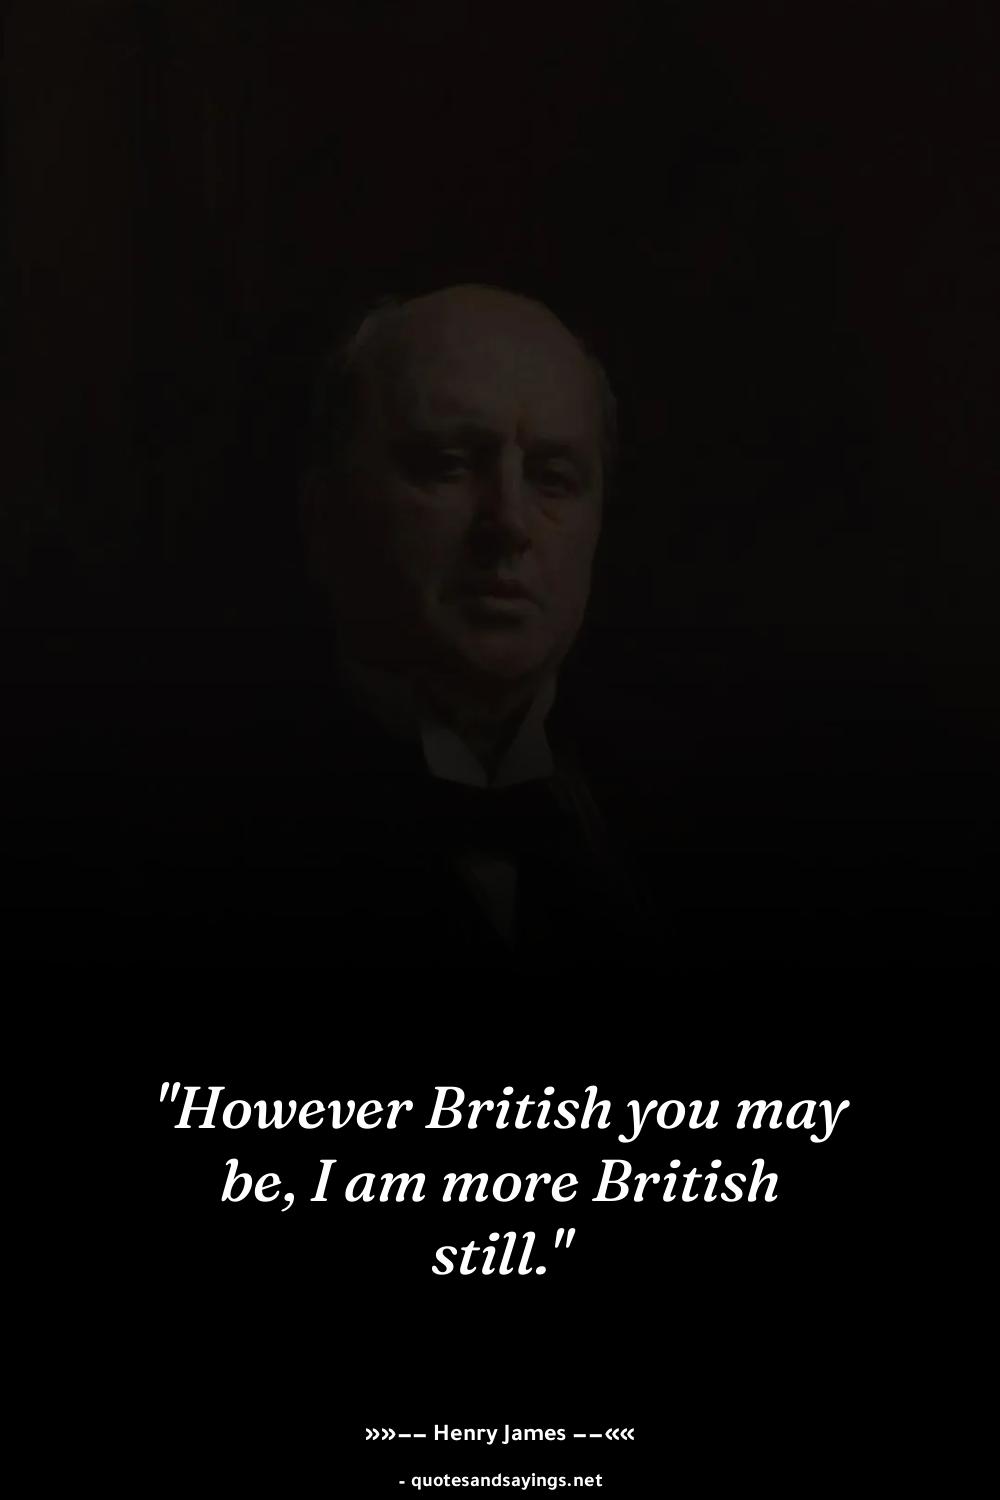 "However British you may
be, I am more British
still."
»»–– Henry James ––««
- quotesandsayings.net